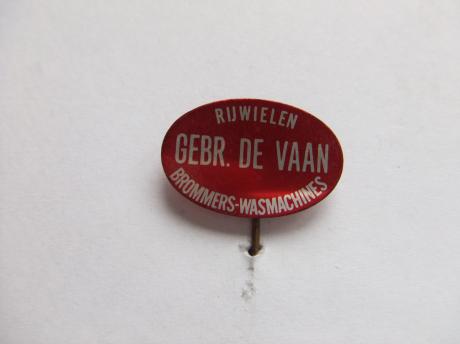 RIJWIELEN
GEBR. DE VAAN
BROMMERS-WASMACHINES